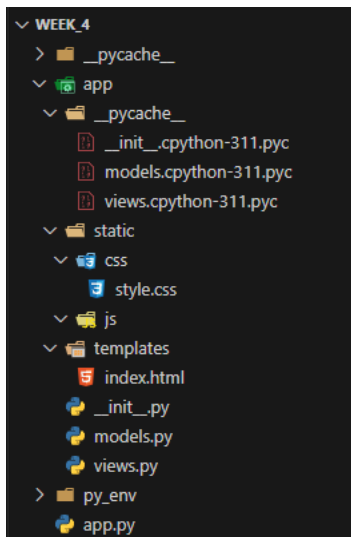 WEEK_4
__pycache__
app
__pycache__
__init__.cpython-311.pyc
models.cpython-311.pyc
views.cpython-311.pyc
static
css
style.css
js
templates
index.html
__init__.py
models.py
views.py
py_env
app.py